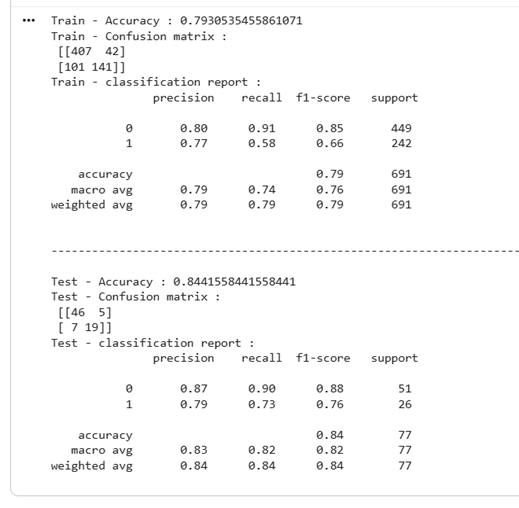 ••• Train - Accuracy : 0.7930535455861071
Train - Confusion matrix :
[[407 42]
[101 141]]
Train - classification report :
precision recall f1-score support
0 0.80 0.91 0.85 449
1 0.77 0.58 0.66 242
accuracy 0.79 691
macro avg 0.79 0.74 0.76 691
weighted avg 0.79 0.79 0.79 691
----------------------------------------------------------------------
Test - Accuracy : 0.8441558441558441
Test - Confusion matrix :
[[46 5]
[ 7 19]]
Test - classification report :
precision recall f1-score support
0 0.87 0.90 0.88 51
1 0.79 0.73 0.76 26
accuracy 0.84 77
macro avg 0.83 0.82 0.82 77
weighted avg 0.84 0.84 0.84 77